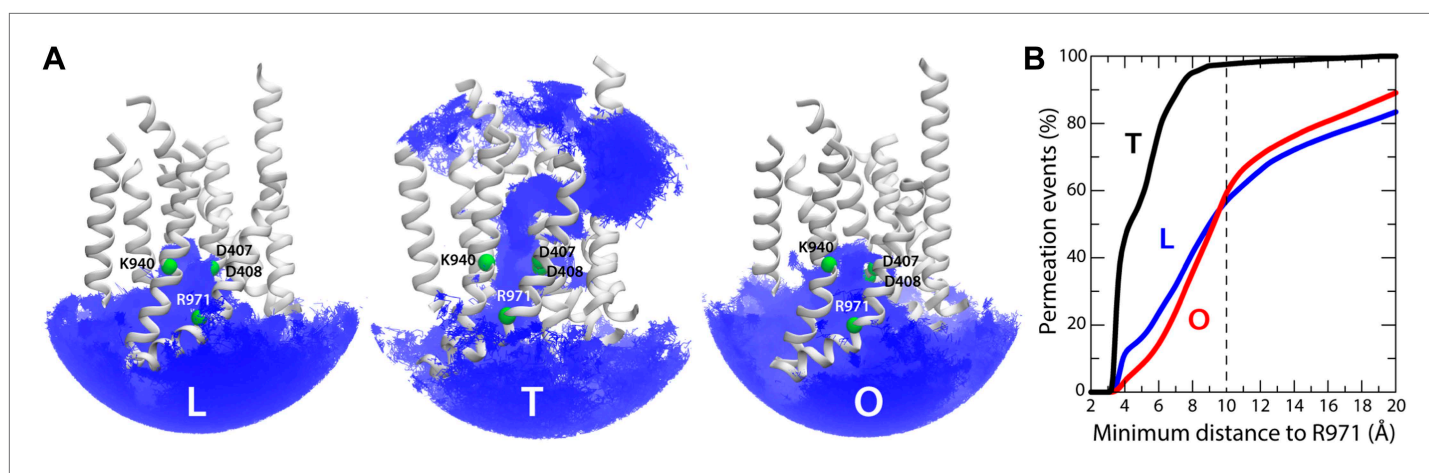 A
K940
D407
D408
R971
L
K940
D407
D408
R971
T
K940
D407
D408
R971
O
B
Permeation events (%)
100
80
60
40
20
0
T
L
O
2 4 6 8 10 12 14 16 18 20
Minimum distance to R971 (Å)